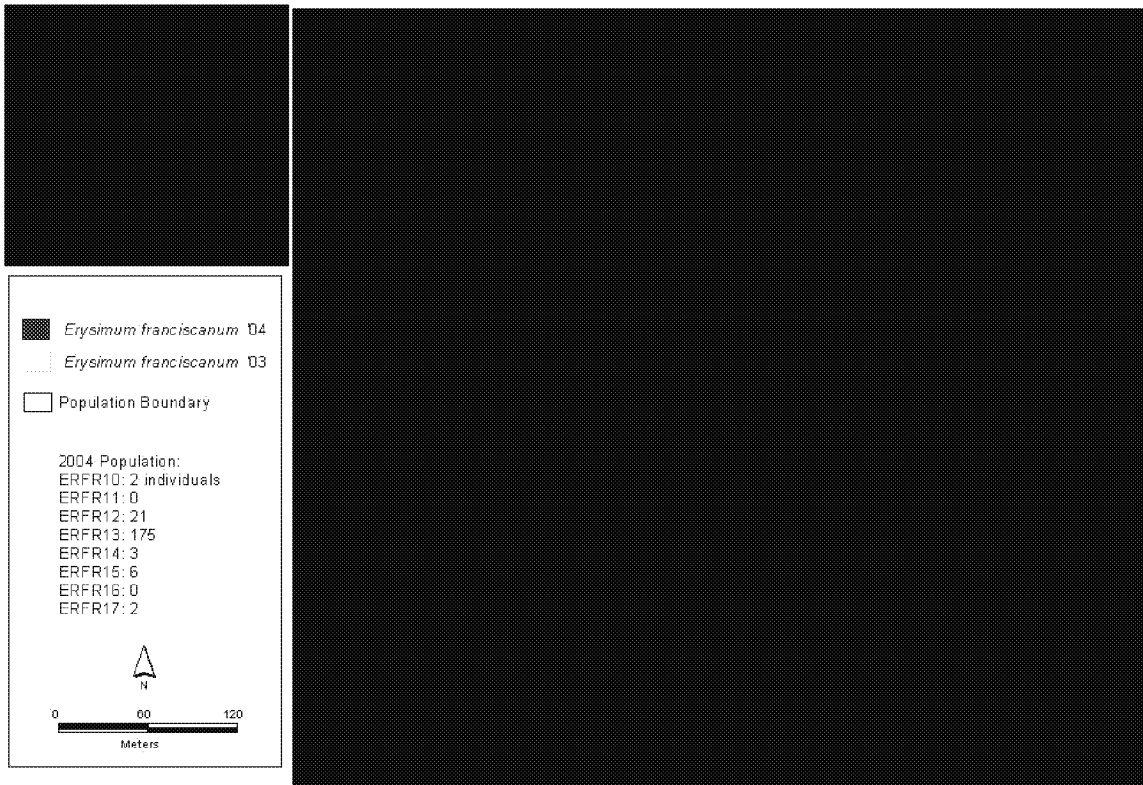 Erysimum franciscanum '04
Erysimum franciscanum '03
Population Boundary
2004 Population:
ERFR10: 2 individuals
ERFR11: 0
ERFR12: 21
ERFR13: 175
ERFR14: 3
ERFR15: 6
ERFR16: 0
ERFR17: 2
N
0 60 120
Meters